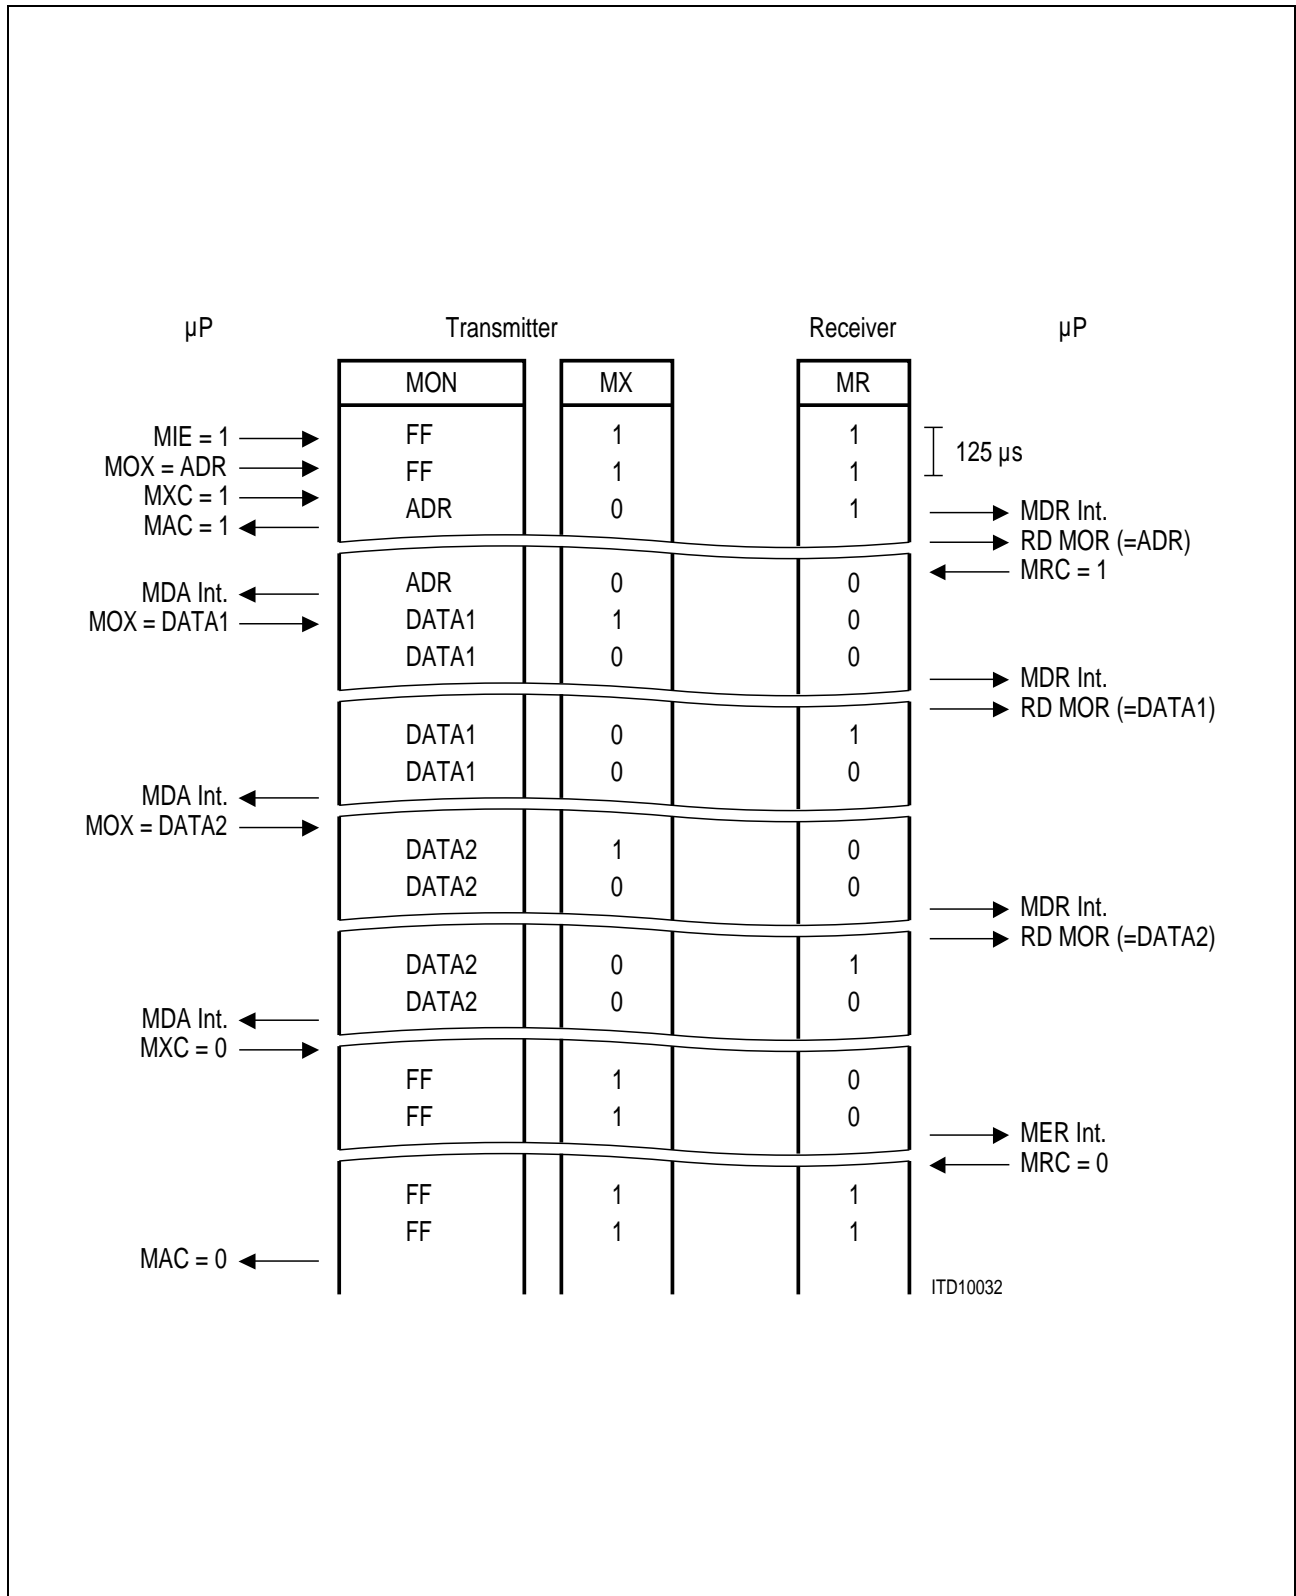 µP Transmitter Receiver µP
MON MX MR
MIE = 1 FF 1 1
125 µs
MOX = ADR FF 1 1
MXC = 1 ADR 0 1 MDR Int.
MAC = 1
RD MOR (=ADR)
MRC = 1
MDA Int. ADR 0 0
MOX = DATA1 DATA1 1 0
DATA1 0 0
MDR Int.
RD MOR (=DATA1)
DATA1 0 1
DATA1 0 0
MDA Int.
MOX = DATA2
DATA2 1 0
DATA2 0 0
MDR Int.
RD MOR (=DATA2)
DATA2 0 1
DATA2 0 0
MDA Int.
MXC = 0
FF 1 0
FF 1 0
MER Int.
MRC = 0
FF 1 1
FF 1 1
MAC = 0
ITD10032